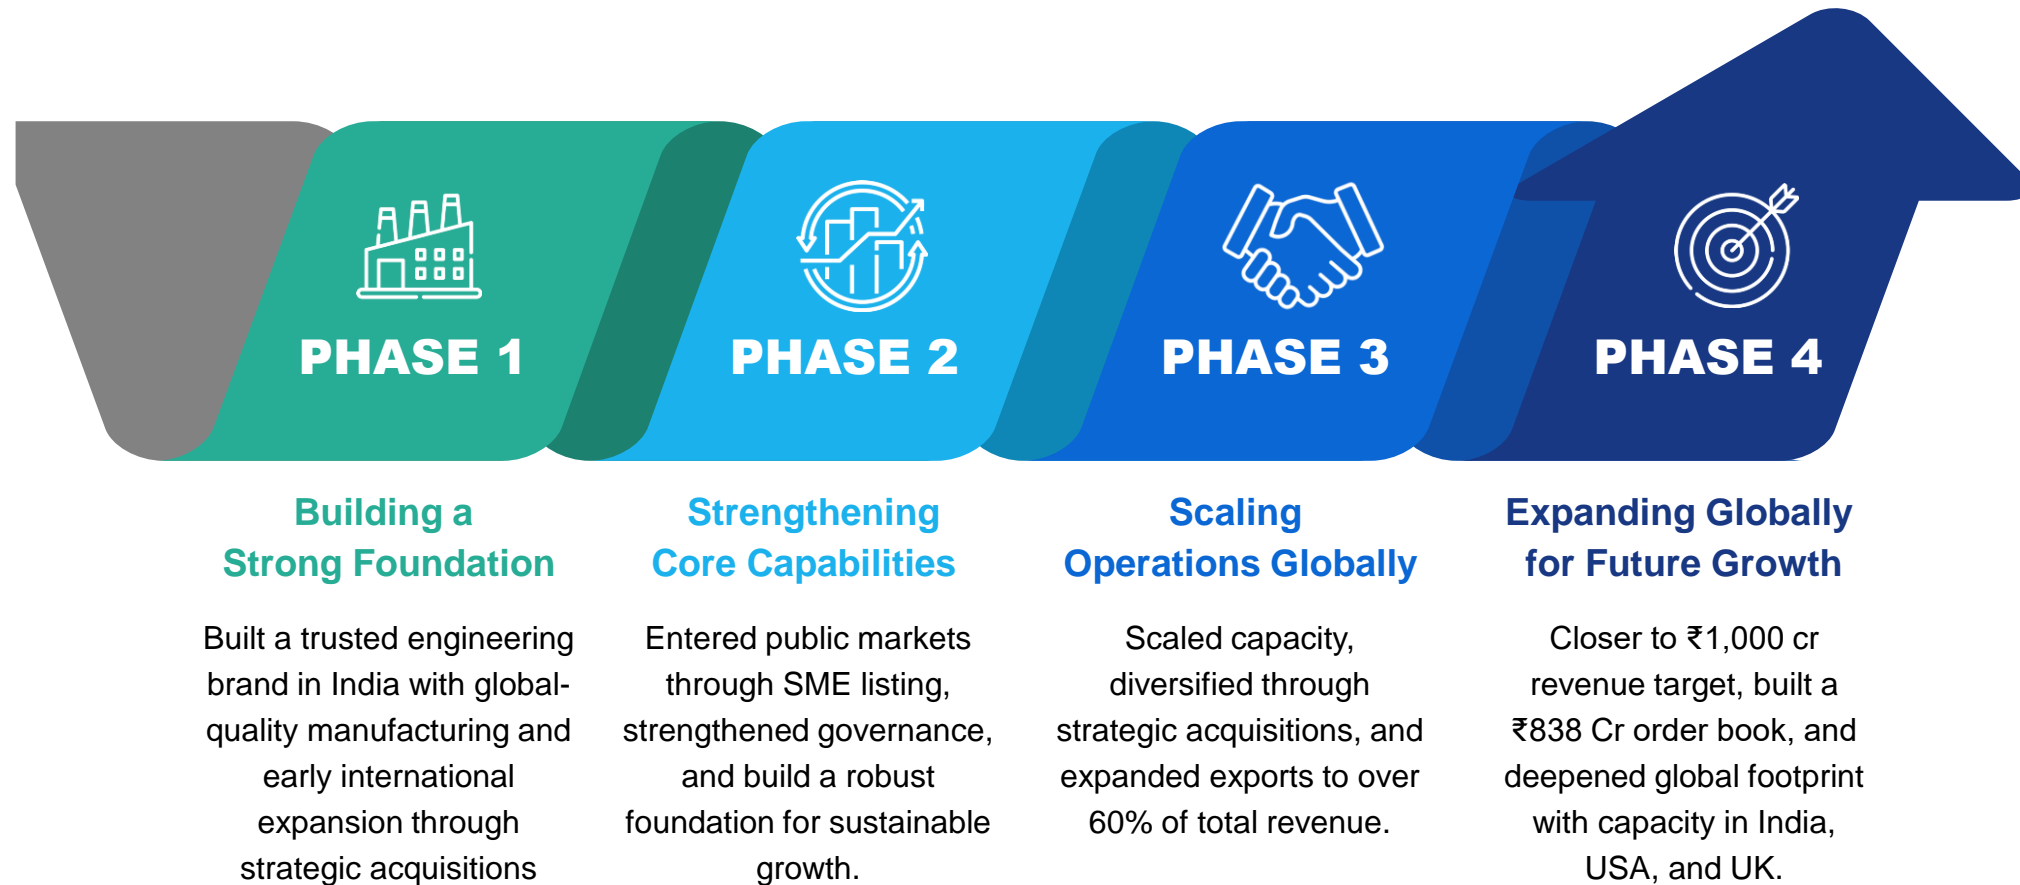 PHASE 1
Building a
Strong Foundation
Built a trusted engineering
brand in India with global-
quality manufacturing and
early international
expansion through
strategic acquisitions
PHASE 2
Strengthening
Core Capabilities
Entered public markets
through SME listing,
strengthened governance,
and build a robust
foundation for sustainable
growth.
PHASE 3
Scaling
Operations Globally
Scaled capacity,
diversified through
strategic acquisitions, and
expanded exports to over
60% of total revenue.
PHASE 4
Expanding Globally
for Future Growth
Closer to ₹1,000 cr
revenue target, built a
₹838 Cr order book, and
deepened global footprint
with capacity in India,
USA, and UK.